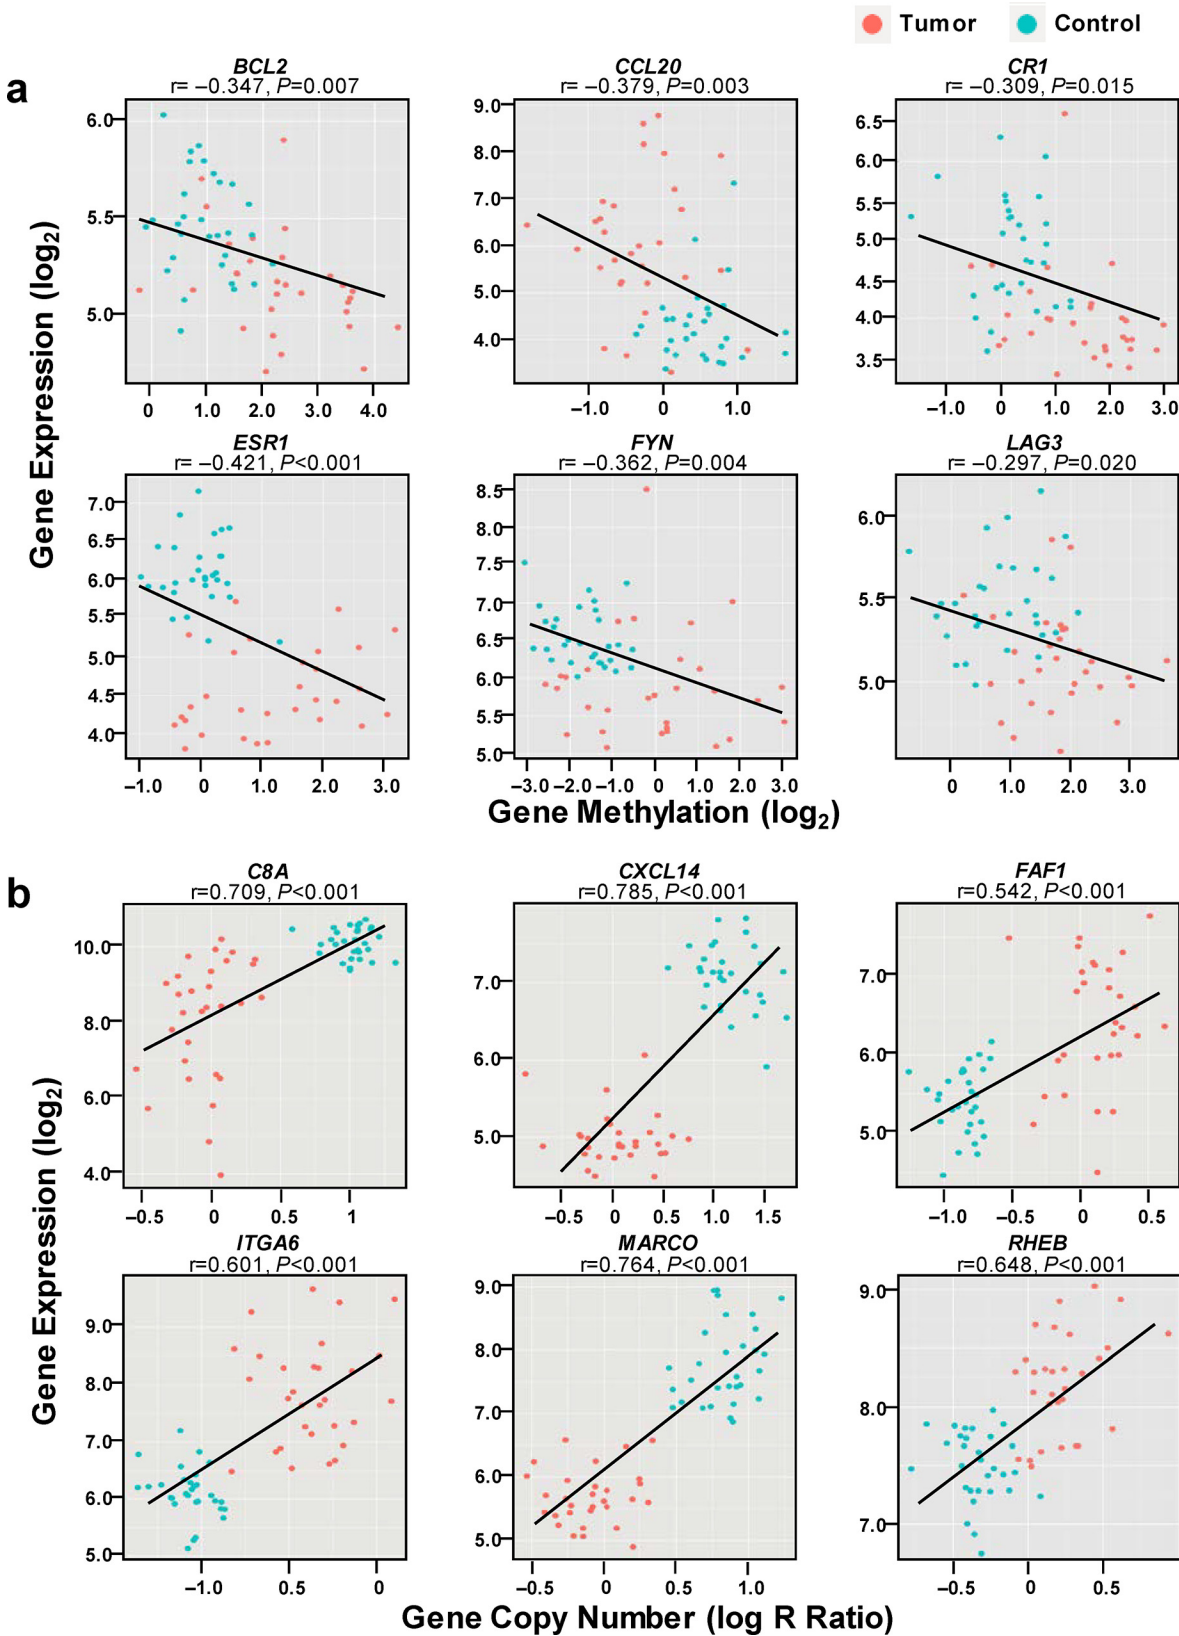 Tumor Control
a
BCL2 CCL20 CR1
r= −0.347, P=0.007 r= −0.379, P=0.003 r= −0.309, P=0.015
6.0 5.5 5.0
0 1.0 2.0 3.0 4.0
9.0 8.0 7.0 6.0 5.0 4.0
−1.0 0 1.0
6.5 6.0 5.5 5.0 4.5 4.0 3.5
−1.0 0 1.0 2.0 3.0
Gene Expression (log2)
ESR1 FYN LAG3
r= −0.421, P<0.001 r= −0.362, P=0.004 r= −0.297, P=0.020
7.0 6.5 6.0 5.5 5.0 4.5 4.0
−1.0 0 1.0 2.0 3.0
8.5 8.0 7.5 7.0 6.5 6.0 5.5 5.0
−3.0 −2.0 −1.0 0 1.0 2.0 3.0
6.0 5.5 5.0
0 1.0 2.0 3.0
Gene Methylation (log2)
b
C8A CXCL14 FAF1
r=0.709, P<0.001 r=0.785, P<0.001 r=0.542, P<0.001
10.0 8.0 6.0 4.0
−0.5 0 0.5 1
7.0 6.0 5.0
−0.5 0 0.5 1.0 1.5
7.0 6.0 5.0
−1.0 −0.5 0 0.5
Gene Expression (log2)
ITGA6 MARCO RHEB
r=0.601, P<0.001 r=0.764, P<0.001 r=0.648, P<0.001
9.0 8.0 7.0 6.0 5.0
−1.0 0.5 0
9.0 8.0 7.0 6.0 5.0
−0.5 0 0.5 1.0
9.0 8.0 7.0
−0.5 0 0.5
Gene Copy Number (log R Ratio)